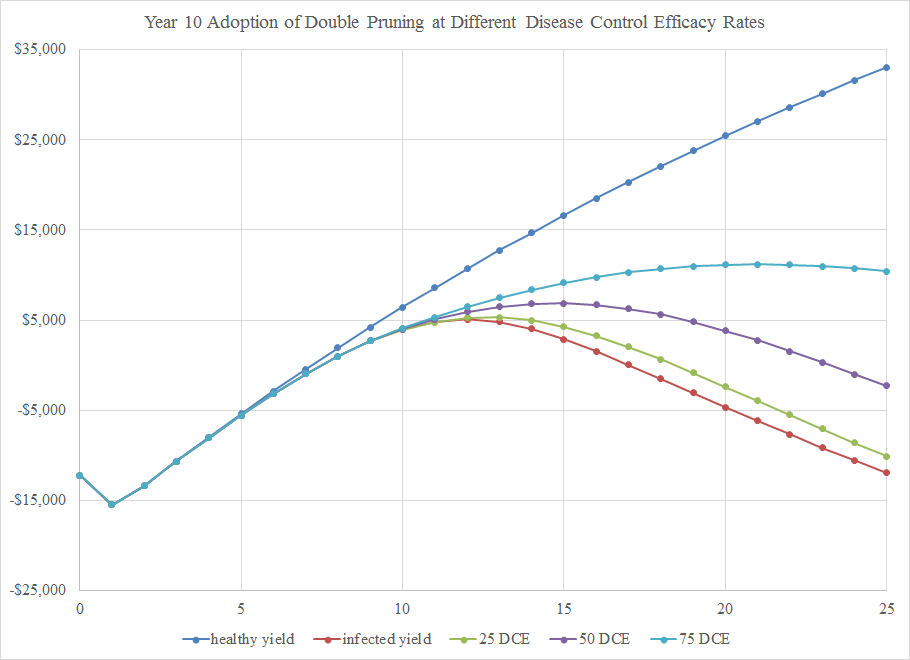 Year 10 Adoption of Double Pruning at Different Disease Control Efficacy Rates
$35,000
$25,000
$15,000
$5,000
-$5,000
-$15,000
-$25,000
0 5 10 15 20 25
healthy yield infected yield 25 DCE 50 DCE 75 DCE